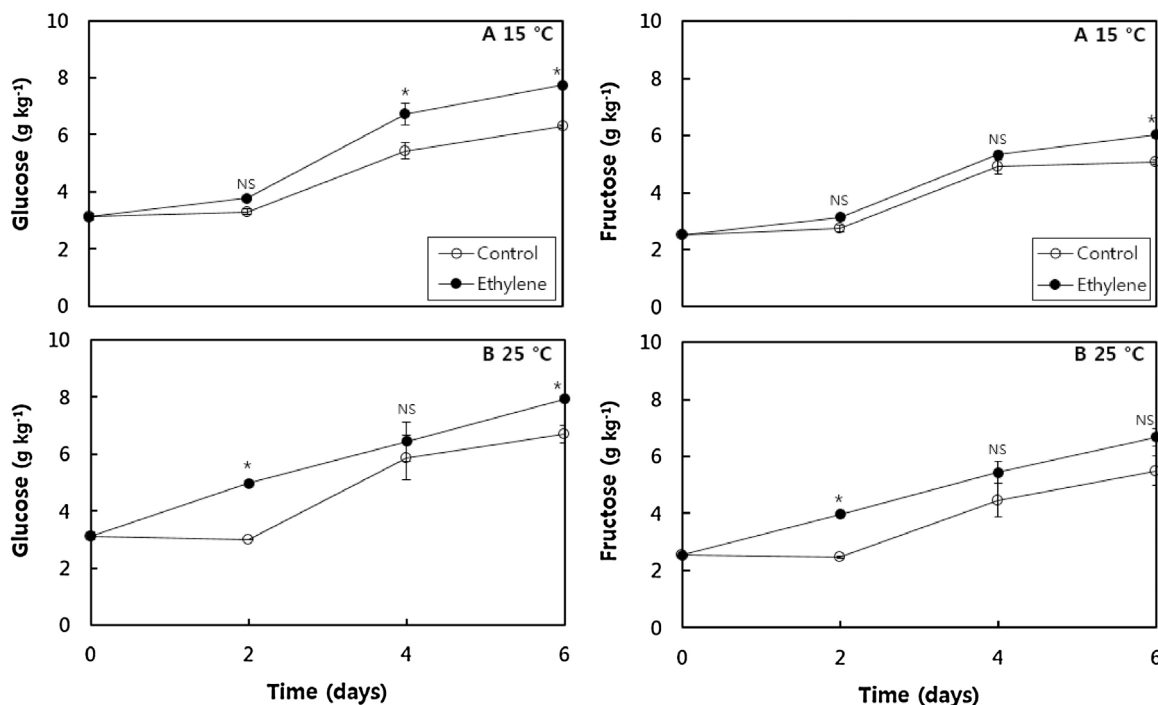 A 15 °C
10
8
6
4
2
0
Glucose (g kg⁻¹)
NS
*
*
Control
Ethylene
A 15 °C
10
8
6
4
2
0
Fructose (g kg⁻¹)
NS
NS
*
Control
Ethylene
B 25 °C
10
8
6
4
2
0
Glucose (g kg⁻¹)
*
NS
*
0 2 4 6
Time (days)
B 25 °C
10
8
6
4
2
0
Fructose (g kg⁻¹)
*
NS
NS
0 2 4 6
Time (days)